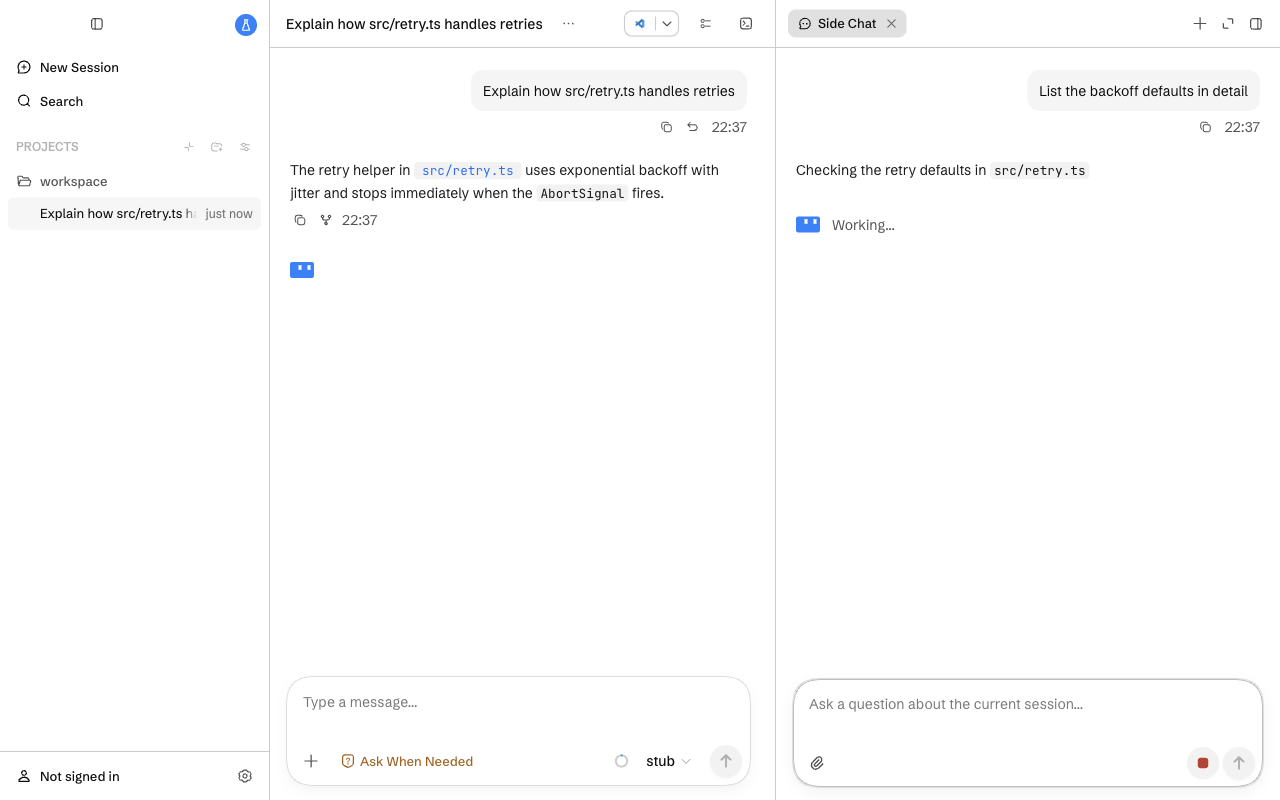 New Session
Search
PROJECTS
workspace
Explain how src/retry.ts ha just now
Not signed in
Explain how src/retry.ts handles retries
Explain how src/retry.ts handles retries
22:37
The retry helper in src/retry.ts uses exponential backoff with
jitter and stops immediately when the AbortSignal fires.
22:37
Type a message...
Ask When Needed
stub
Side Chat
List the backoff defaults in detail
22:37
Checking the retry defaults in src/retry.ts
Working...
Ask a question about the current session...